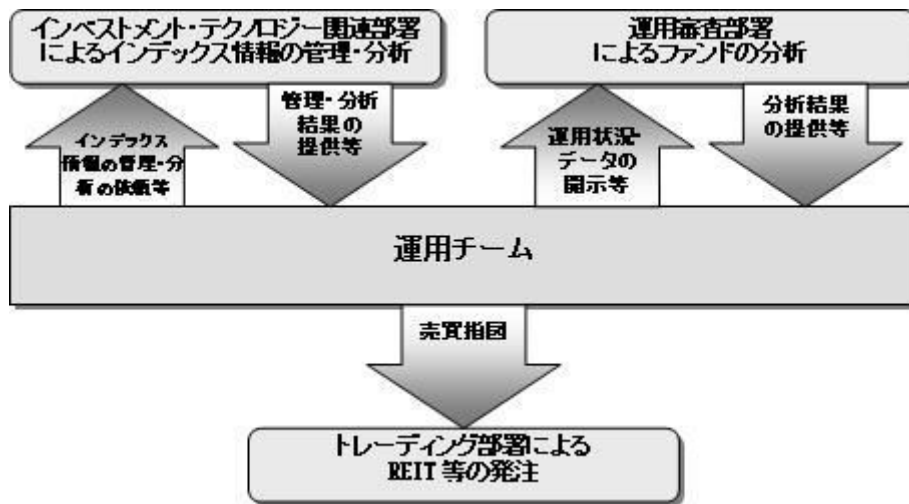 インベストメント・テクノロジー関連部署
によるインデックス情報の管理・分析
運用審査部署
によるファンドの分析
インデックス
情報の管理・分
析の依頼等
管理・分析
結果の
提供等
運用状況・
データの
開示等
分析結果
の提供等
運用チーム
売買指図
トレーディング部署による
REIT 等の発注